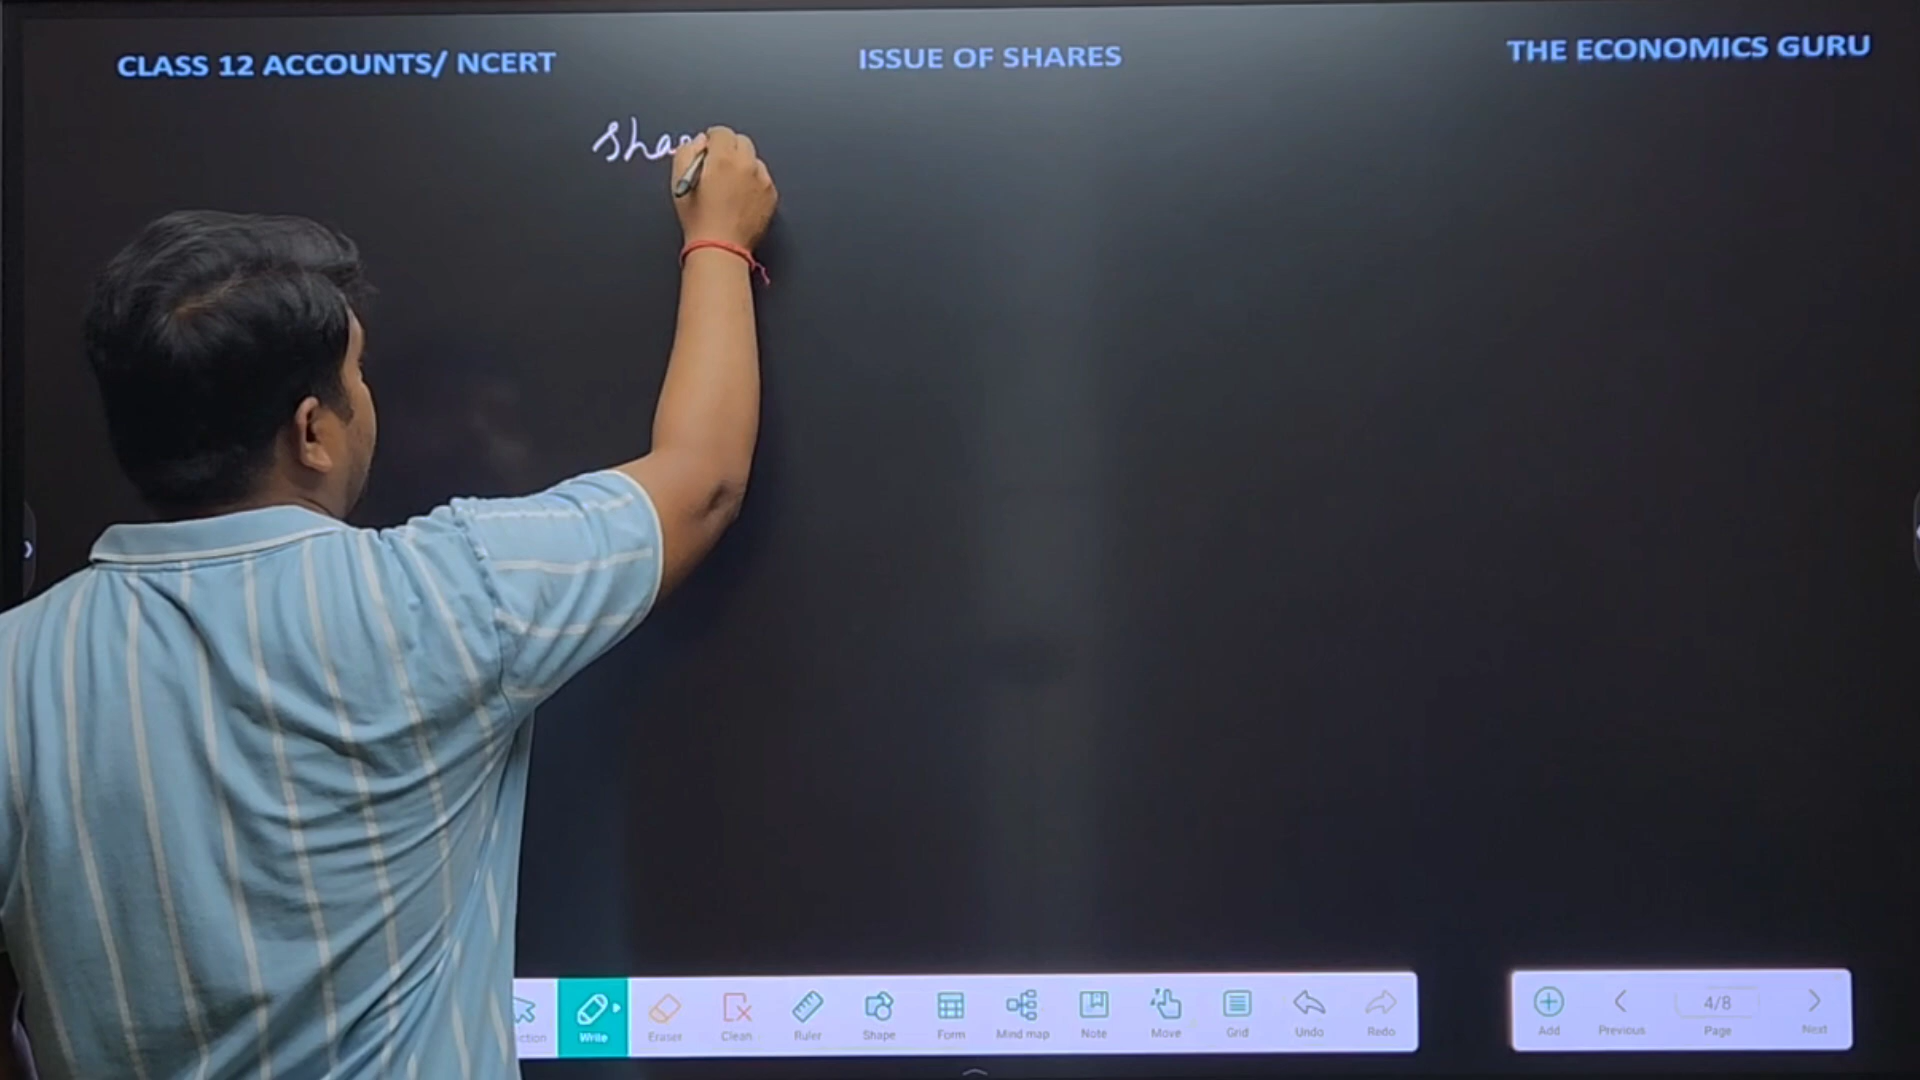 CLASS 12 ACCOUNTS/ NCERT ISSUE OF SHARES THE ECONOMICS GURU
Write Eraser Clean Ruler Shape Form Mind map Note Move Grid Undo Redo
4/8
Add Previous Page Next